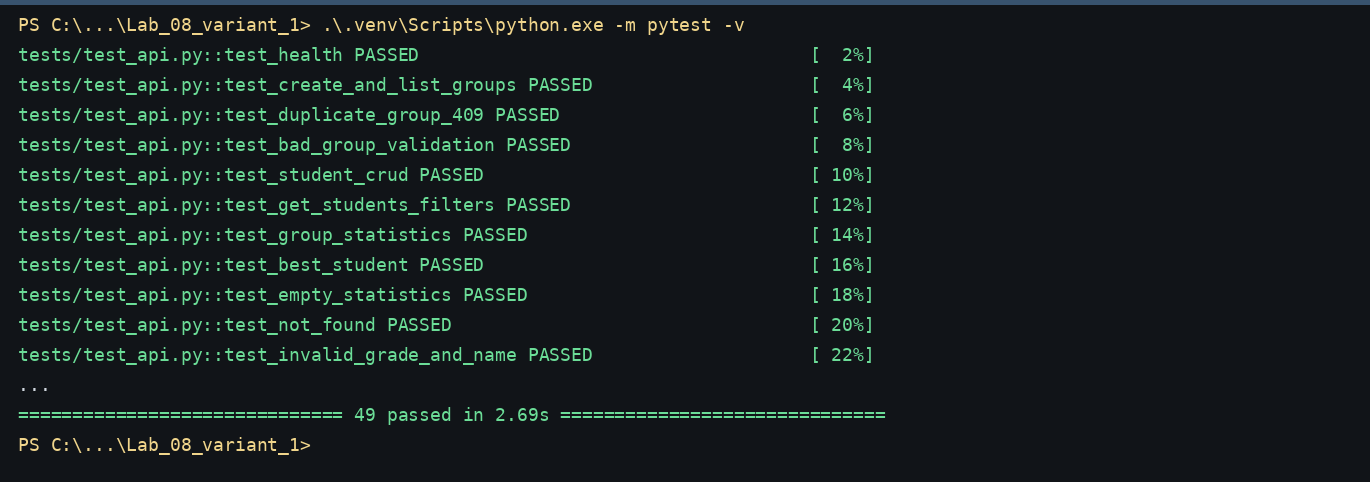 PS C:\...\Lab_08_variant_1> .\.venv\Scripts\python.exe -m pytest -v
tests/test_api.py::test_health PASSED                                    [  2%]
tests/test_api.py::test_create_and_list_groups PASSED                    [  4%]
tests/test_api.py::test_duplicate_group_409 PASSED                       [  6%]
tests/test_api.py::test_bad_group_validation PASSED                      [  8%]
tests/test_api.py::test_student_crud PASSED                              [ 10%]
tests/test_api.py::test_get_students_filters PASSED                      [ 12%]
tests/test_api.py::test_group_statistics PASSED                          [ 14%]
tests/test_api.py::test_best_student PASSED                              [ 16%]
tests/test_api.py::test_empty_statistics PASSED                          [ 18%]
tests/test_api.py::test_not_found PASSED                                 [ 20%]
tests/test_api.py::test_invalid_grade_and_name PASSED                    [ 22%]
...
============================== 49 passed in 2.69s ==============================
PS C:\...\Lab_08_variant_1>